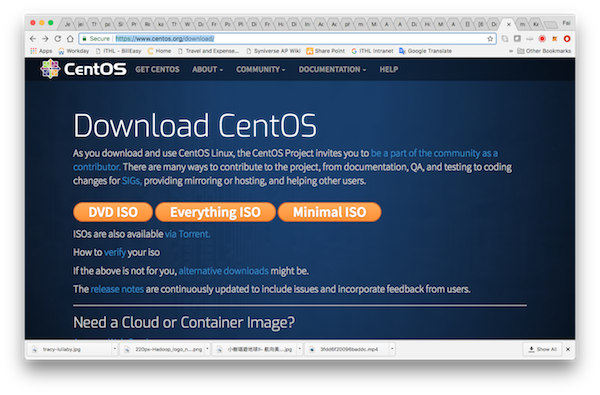 Fai
Secure https://www.centos.org/download/
Apps Workday ITHL - BillEasy Home Travel and Expense... Syniverse AP Wiki Share Point ITHL Intranet Google Translate » Other Bookmarks
CentOS GET CENTOS ABOUT COMMUNITY DOCUMENTATION HELP
Download CentOS
As you download and use CentOS Linux, the CentOS Project invites you to be a part of the community as a
contributor. There are many ways to contribute to the project, from documentation, QA, and testing to coding
changes for SIGs, providing mirroring or hosting, and helping other users.
DVD ISO Everything ISO Minimal ISO
ISOs are also available via Torrent.
How to verify your iso
If the above is not for you, alternative downloads might be.
The release notes are continuously updated to include issues and incorporate feedback from users.
Need a Cloud or Container Image?
tracy-lullaby.jpg 220px-Hadoop_logo_n....png ....jpg Show All